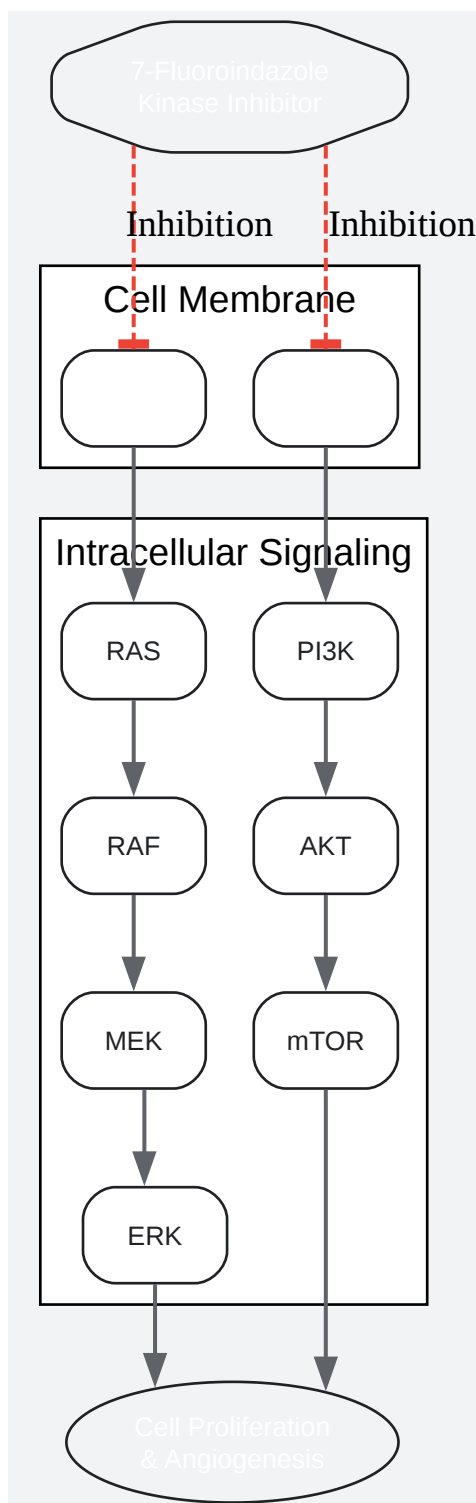 7-Fluoroindazole
Kinase Inhibitor
Inhibition
Inhibition
Cell Membrane
Intracellular Signaling
RAS
PI3K
RAF
AKT
MEK
mTOR
ERK
Cell Proliferation
& Angiogenesis